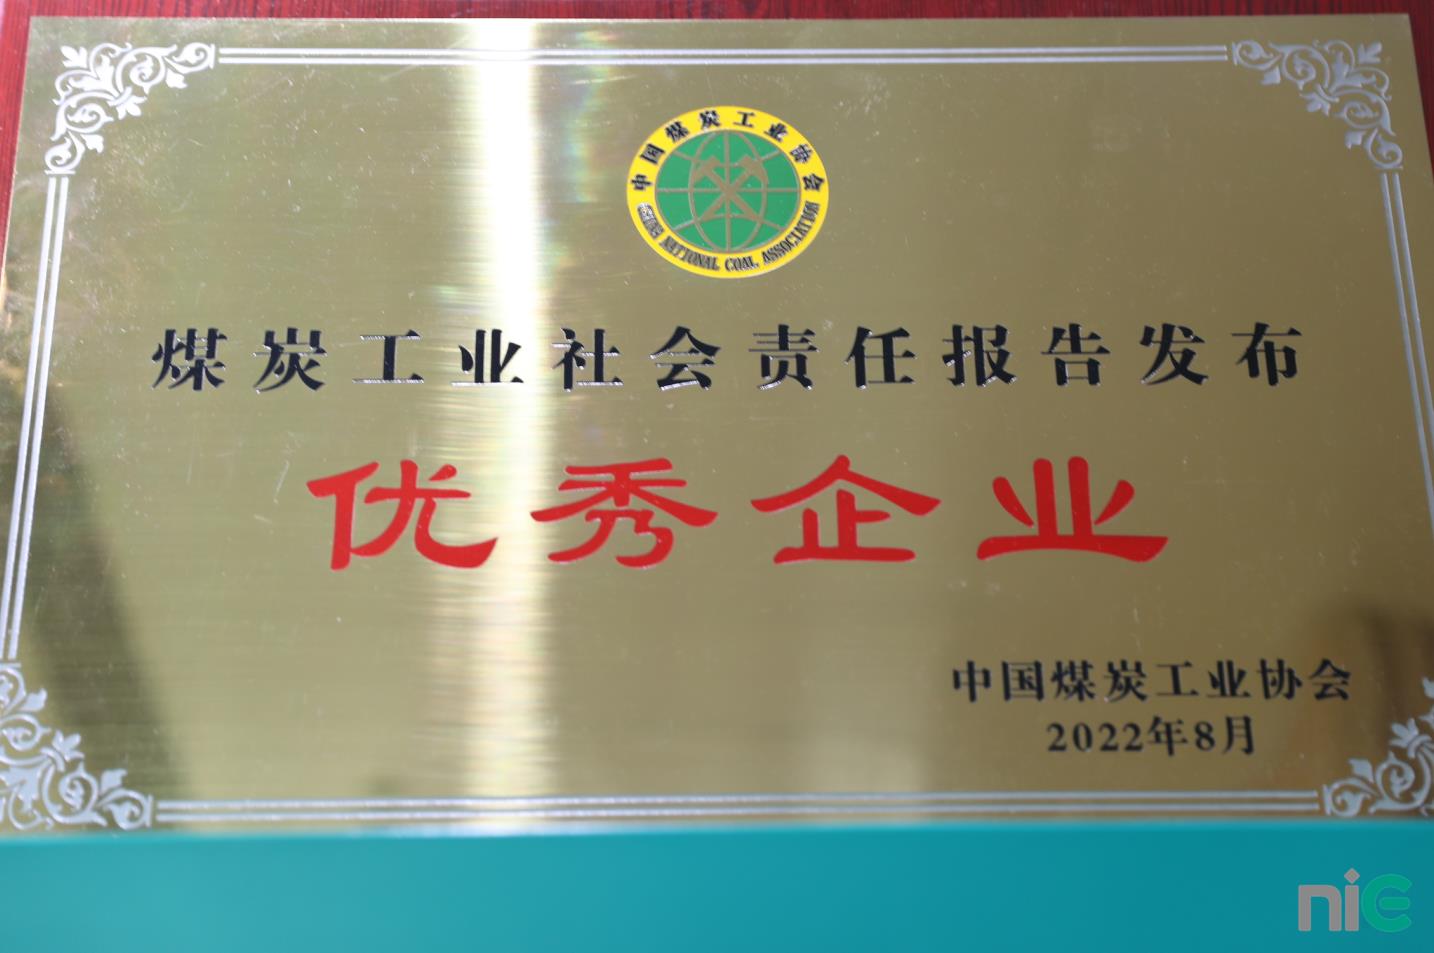 中国煤炭工业协会
CHINA NATIONAL COAL ASSOCIATION
煤炭工业社会责任报告发布
优秀企业
中国煤炭工业协会
2022年8月
nie